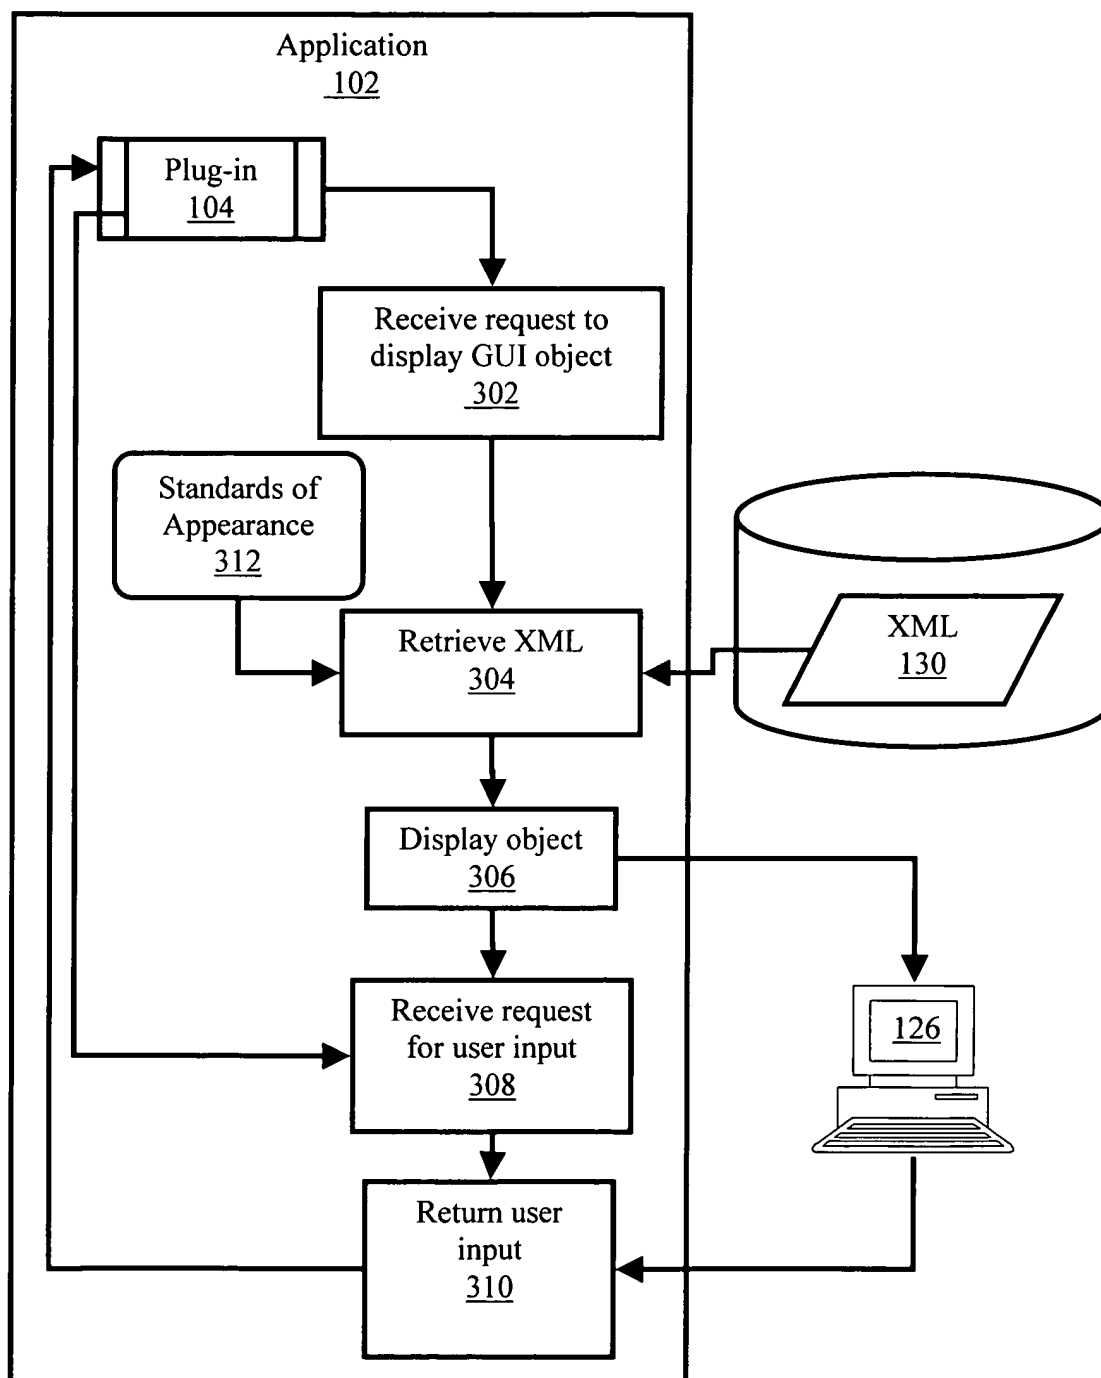 Application
102
Plug-in
104
Receive request to
display GUI object
302
Standards of
Appearance
312
Retrieve XML
304
XML
130
Display object
306
Receive request
for user input
308
126
Return user
input
310